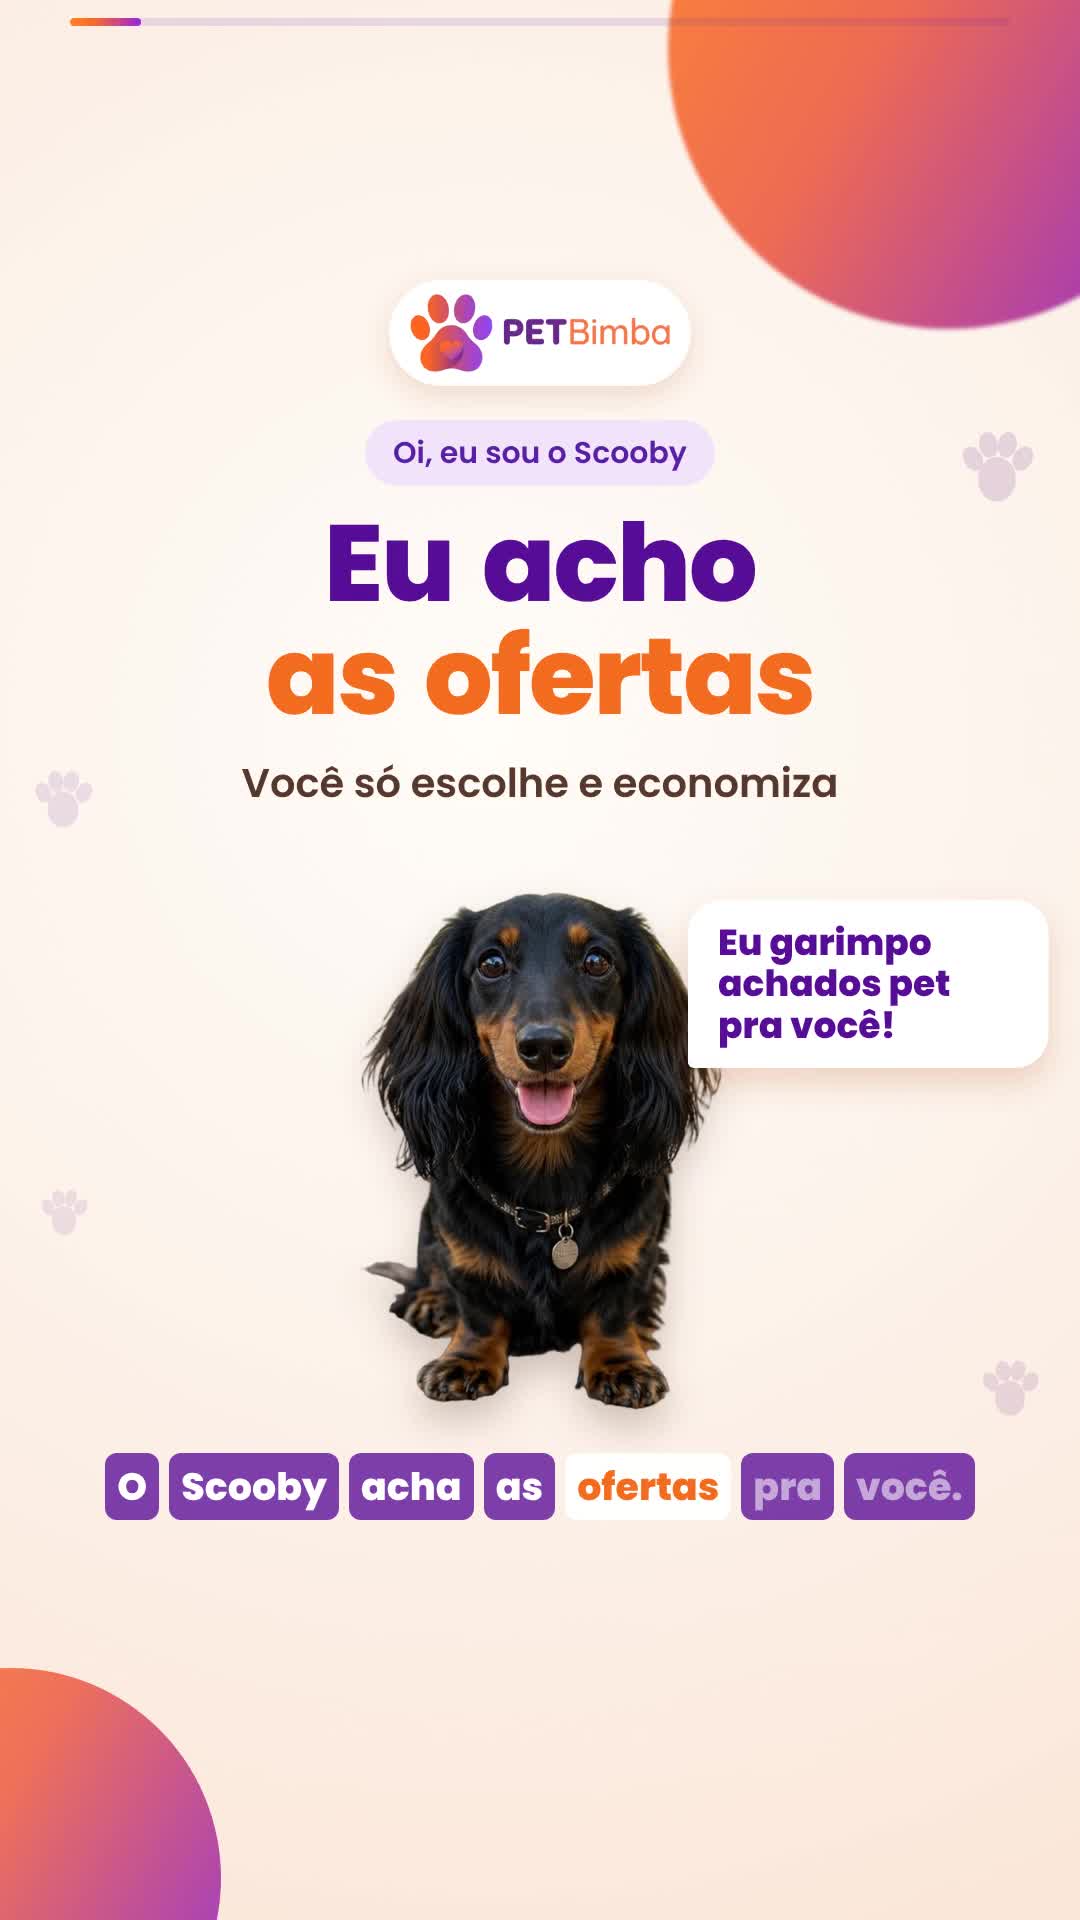 PETBimba
Oi, eu sou o Scooby
Eu acho
as ofertas
Você só escolhe e economiza
Eu garimpo
achados pet
pra você!
O Scooby acha as ofertas pra você.